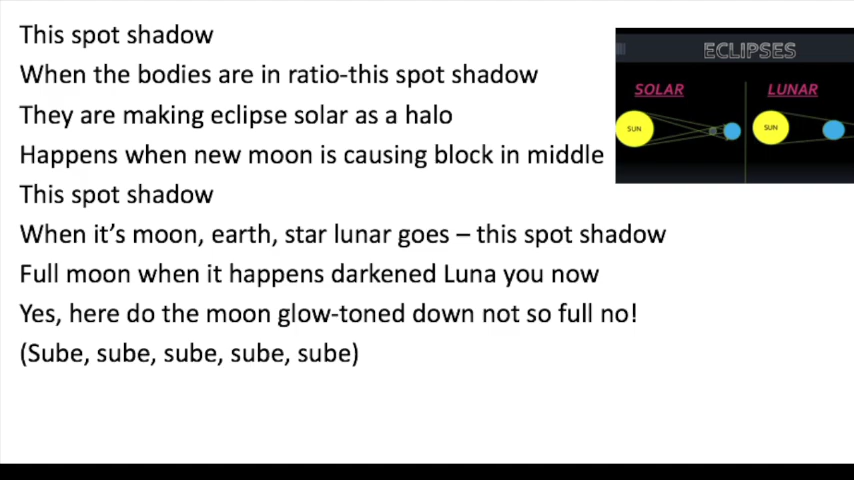 This spot shadow
When the bodies are in ratio-this spot shadow
They are making eclipse solar as a halo
Happens when new moon is causing block in middle
This spot shadow
When it's moon, earth, star lunar goes – this spot shadow
Full moon when it happens darkened Luna you now
Yes, here do the moon glow-toned down not so full no!
(Sube, sube, sube, sube, sube)
ECLIPSES
SOLAR
LUNAR
SUN
SUN